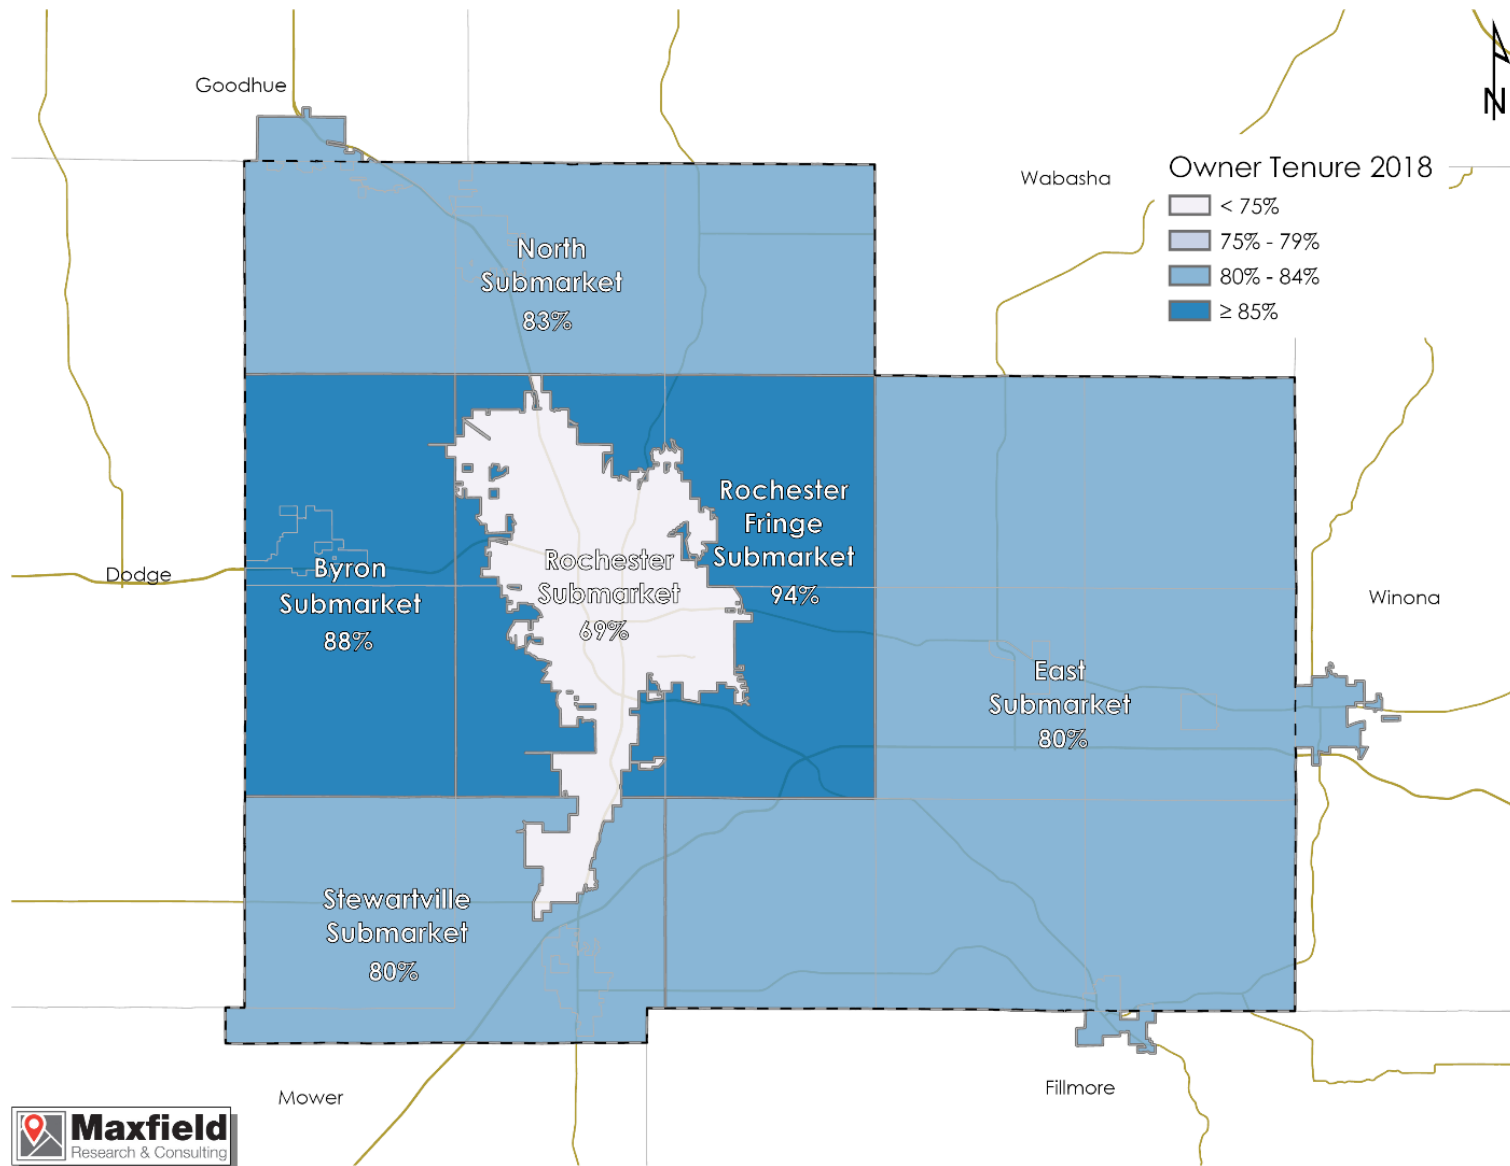 Goodhue
N
Wabasha
Owner Tenure 2018
< 75%
75% - 79%
80% - 84%
≥ 85%
North
Submarket
83%
Rochester
Fringe
Submarket
94%
Rochester
Submarket
69%
Byron
Submarket
88%
Dodge
Winona
East
Submarket
80%
Stewartville
Submarket
80%
Mower
Fillmore
Maxfield
Research & Consulting